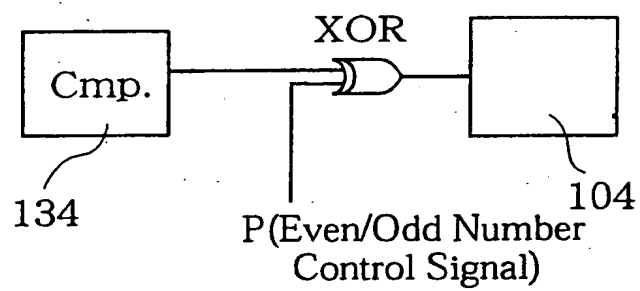 XOR
Cmp.
134
104
P(Even/Odd Number
Control Signal)